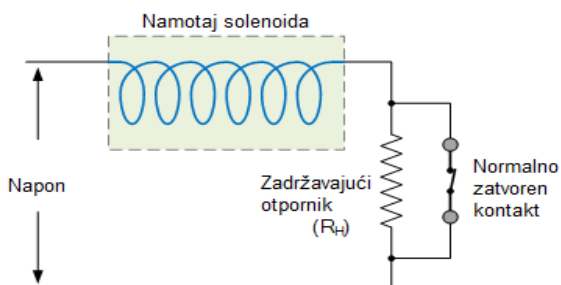 Namotaj solenoida
Napon
Zadržavajući
otpornik
(RH)
Normalno
zatvoren
kontakt